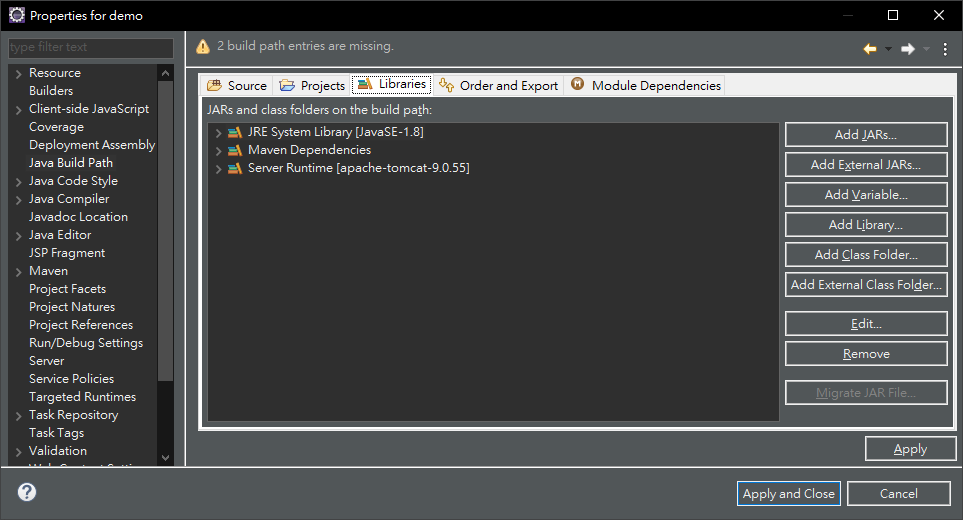 Properties for demo
type filter text
Resource
Builders
Client-side JavaScript
Coverage
Deployment Assembly
Java Build Path
Java Code Style
Java Compiler
Javadoc Location
Java Editor
JSP Fragment
Maven
Project Facets
Project Natures
Project References
Run/Debug Settings
Server
Service Policies
Targeted Runtimes
Task Repository
Task Tags
Validation
2 build path entries are missing.
Source Projects Libraries Order and Export Module Dependencies
JARs and class folders on the build path:
JRE System Library [JavaSE-1.8]
Maven Dependencies
Server Runtime [apache-tomcat-9.0.55]
Add JARs...
Add External JARs...
Add Variable...
Add Library...
Add Class Folder...
Add External Class Folder...
Edit...
Remove
Migrate JAR File...
Apply
Apply and Close
Cancel